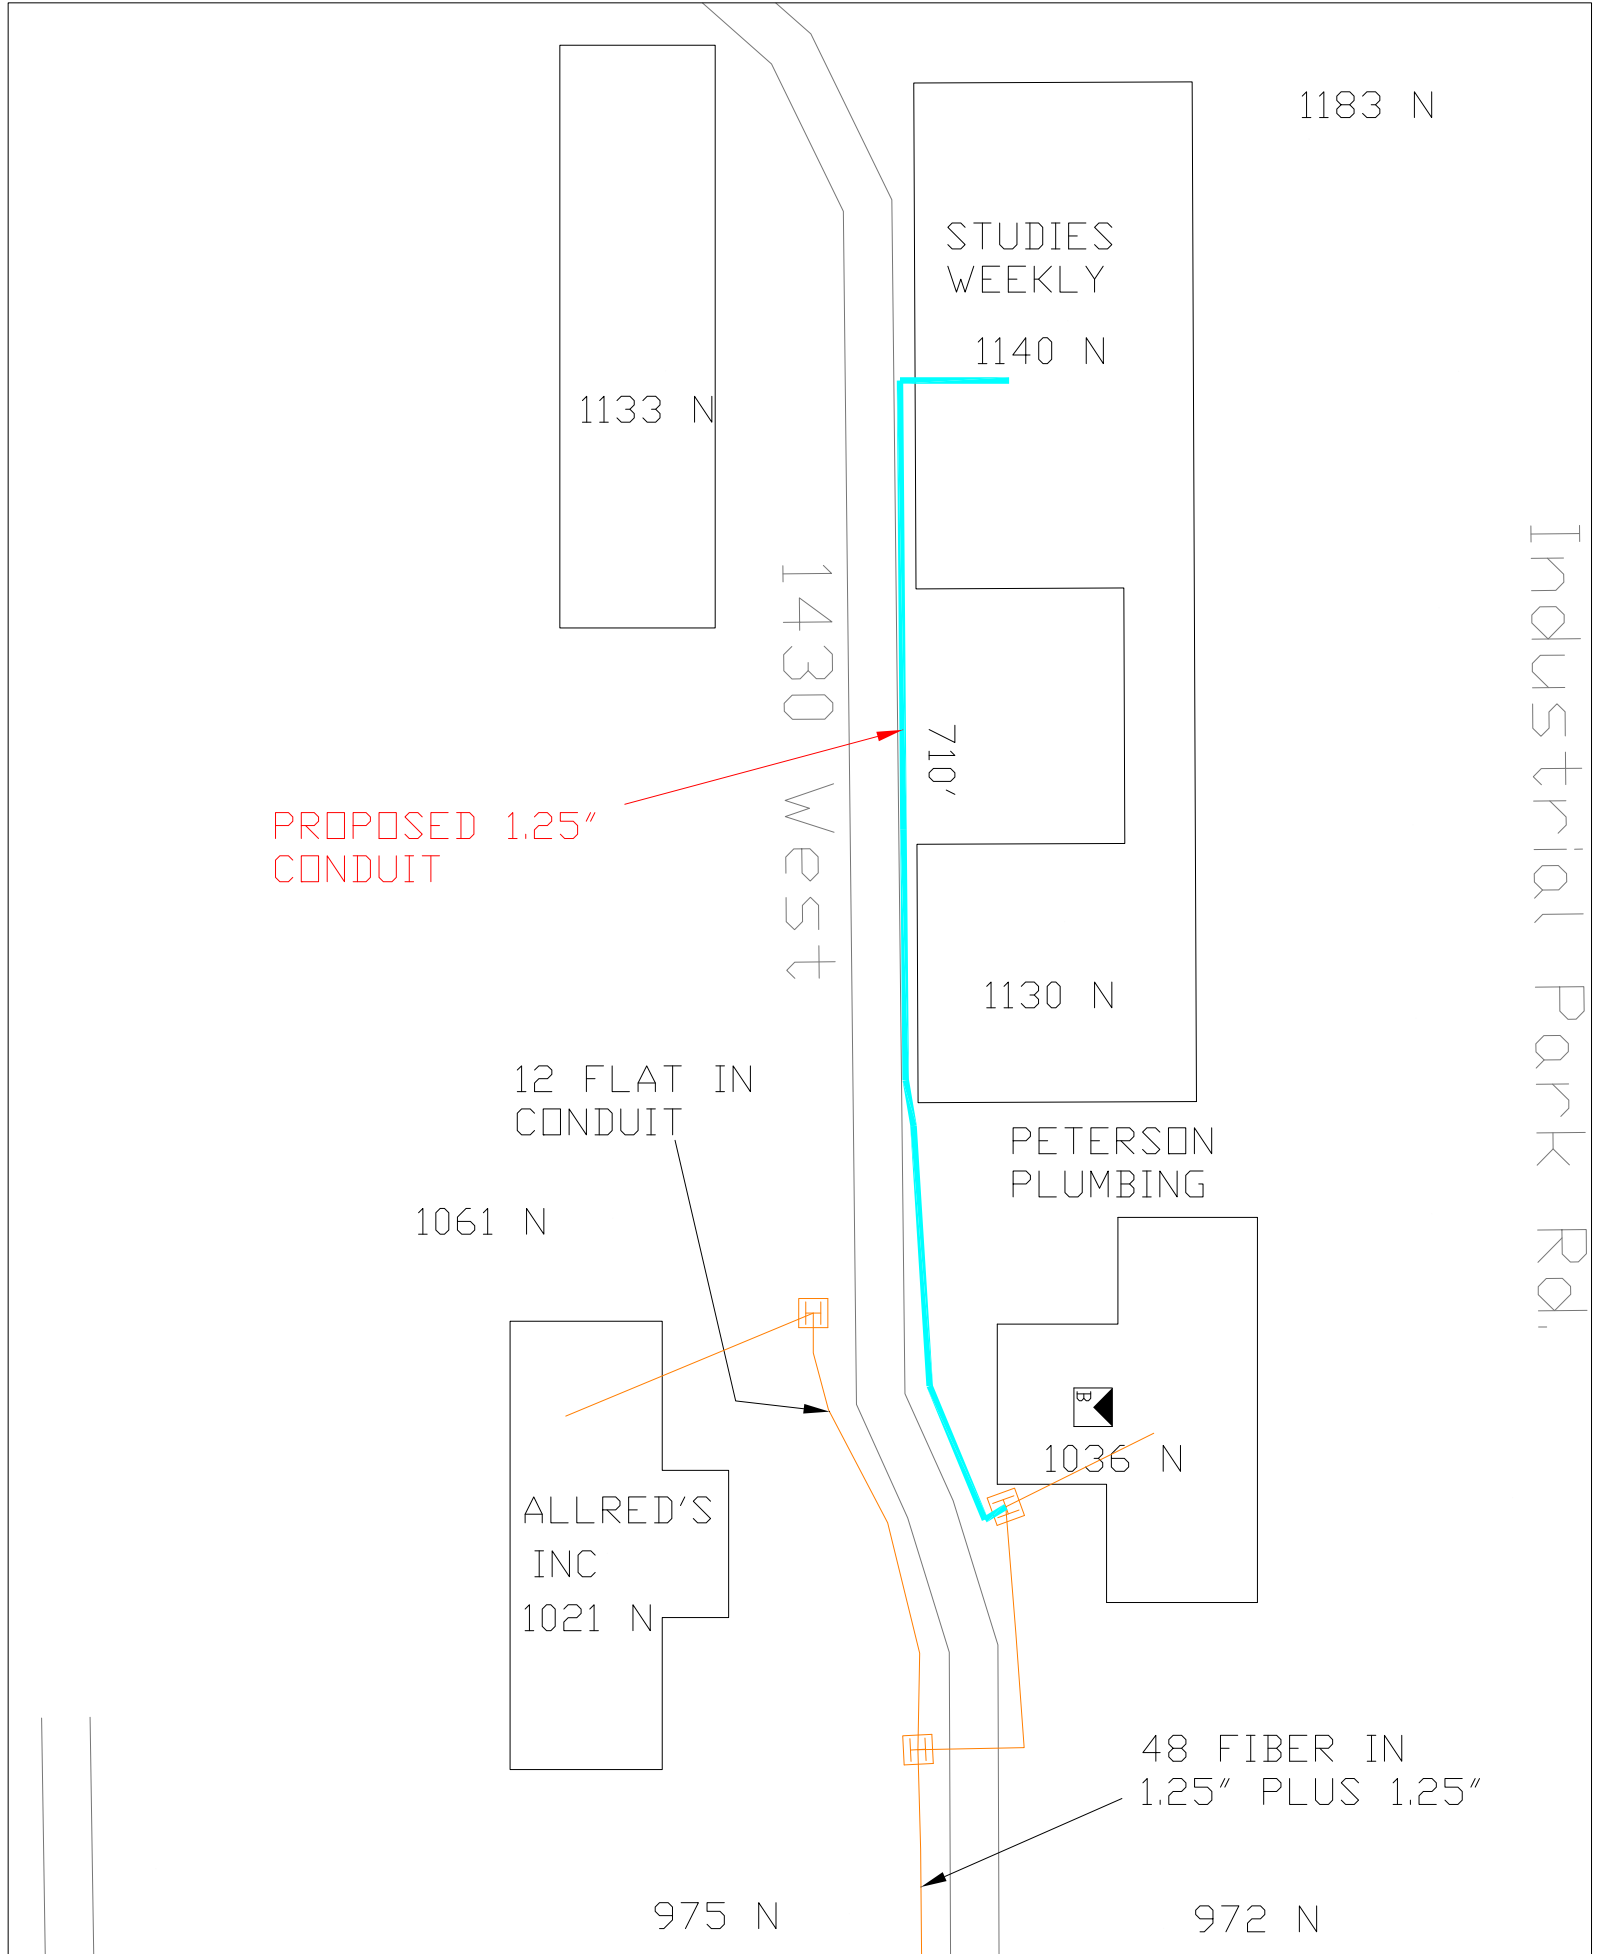 1183 N
STUDIES
WEEKLY
1140 N
1133 N
Industrial Park Rd.
1430 West
710'
PROPOSED 1.25"
CONDUIT
1130 N
12 FLAT IN
CONDUIT
PETERSON
PLUMBING
1061 N
H
B
1036 N
H
ALLRED'S
INC
1021 N
H
48 FIBER IN
1.25" PLUS 1.25"
975 N
972 N